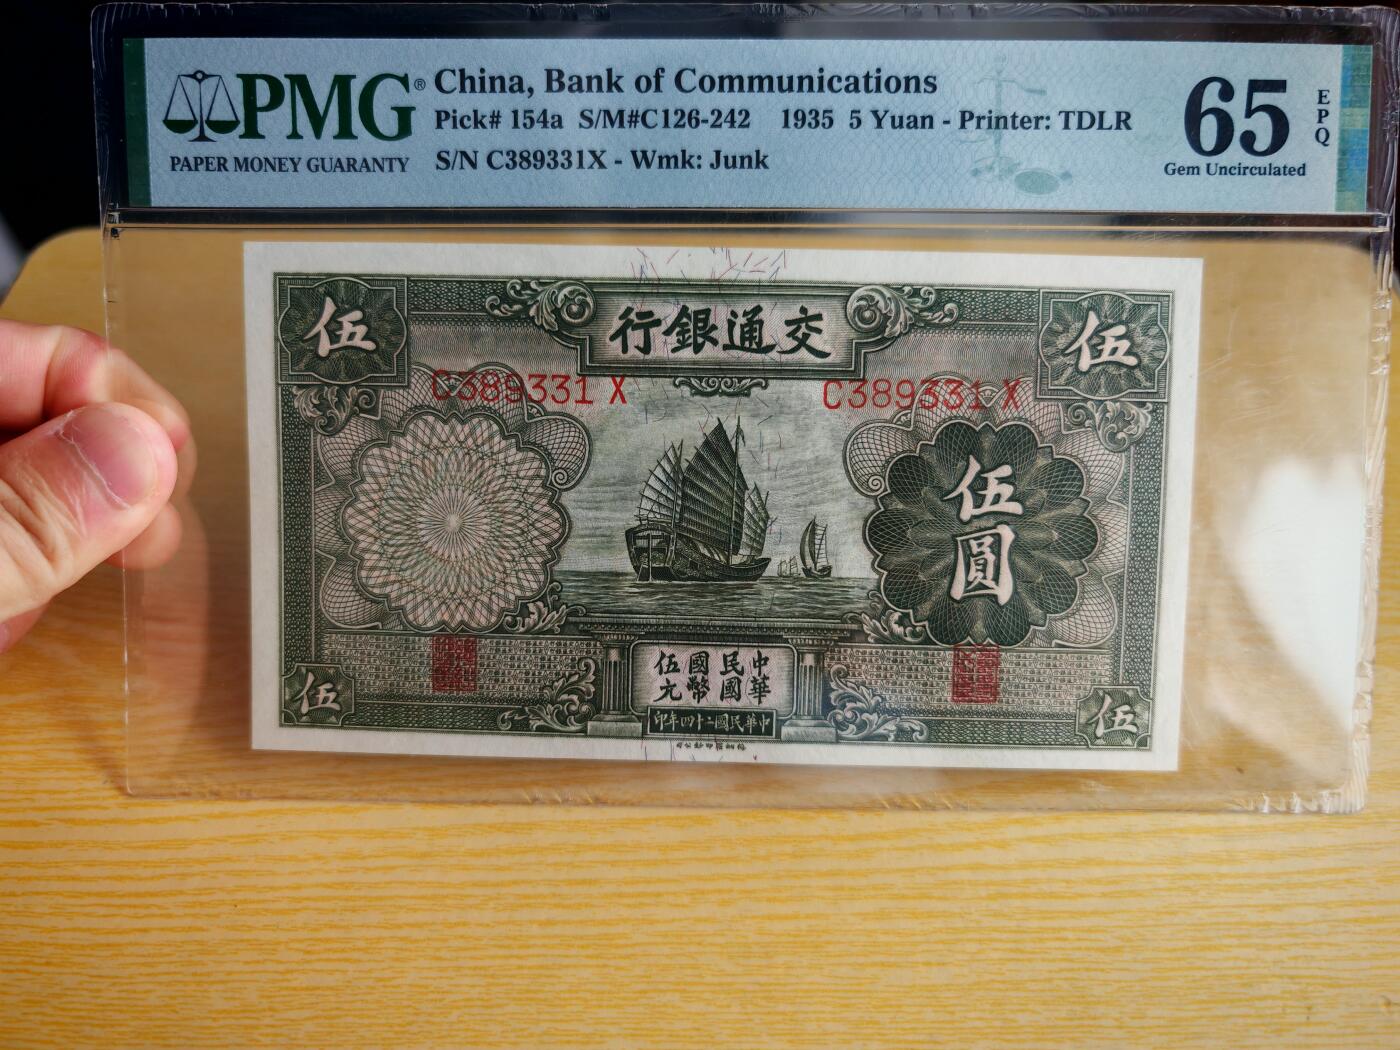 PMG®
PAPER MONEY GUARANTY
China, Bank of Communications
Pick# 154a S/M#C126-242 1935 5 Yuan - Printer: TDLR
S/N C389331X - Wmk: Junk
65
EPQ
Gem Uncirculated
伍
行銀通交
伍
C389331X
C389331X
伍圓
中華民國國幣伍元
印年四十二國民華中
伍
伍